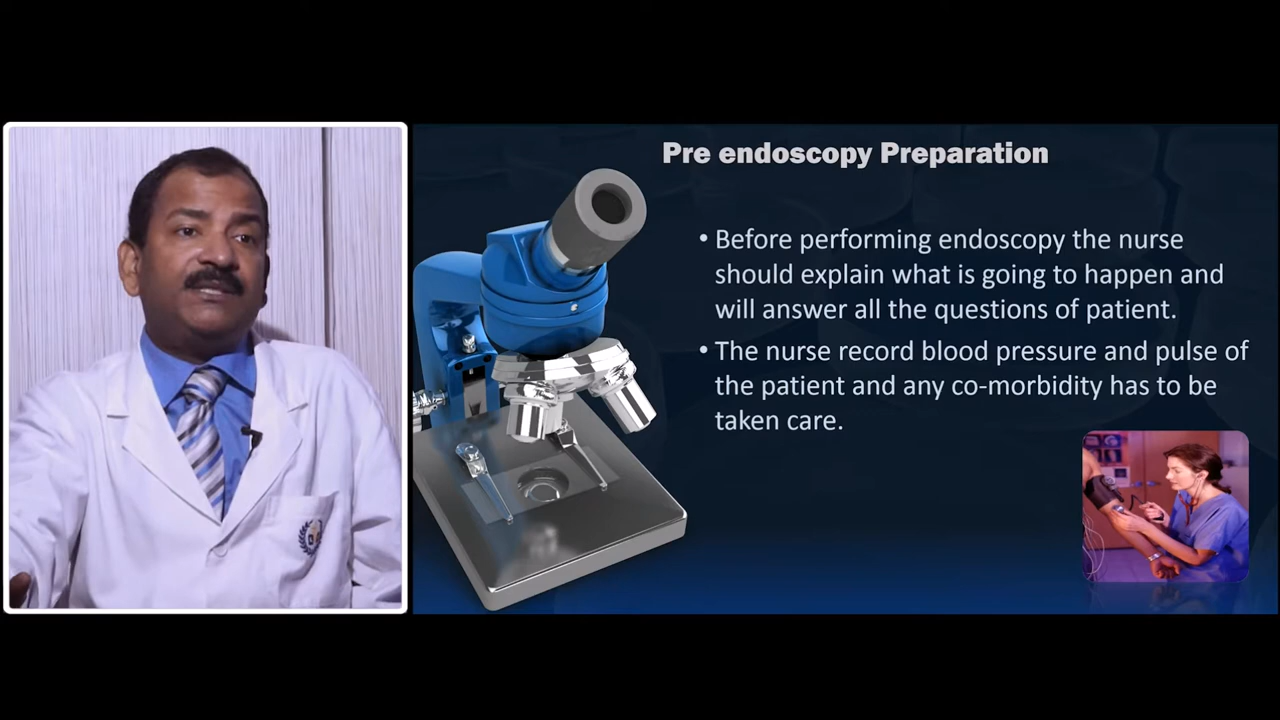 Pre endoscopy Preparation
• Before performing endoscopy the nurse
should explain what is going to happen and
will answer all the questions of patient.
• The nurse record blood pressure and pulse of
the patient and any co-morbidity has to be
taken care.